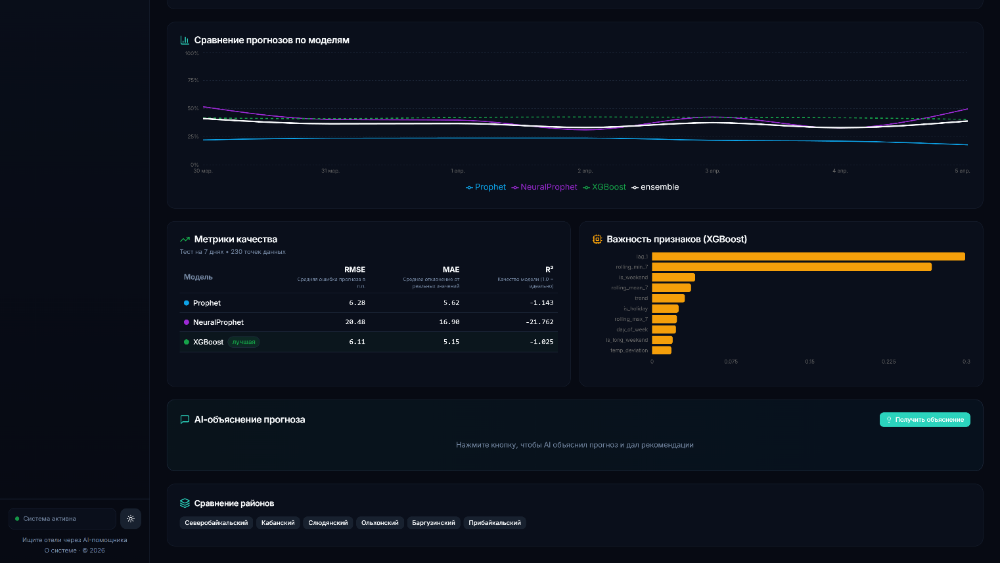 Сравнение прогнозов по моделям
100%
75%
50%
25%
0%
30 мар.
31 мар.
1 апр.
2 апр.
3 апр.
4 апр.
5 апр.
Prophet
NeuralProphet
XGBoost
ensemble
Метрики качества
Тест на 7 днях • 230 точек данных
Модель
RMSE
Средняя ошибка прогноза в
п.п.
MAE
Среднее отклонение от
реальных значений
R²
Качество модели (1.0 =
идеально)
Prophet 6.28 5.62 -1.143
NeuralProphet 20.48 16.90 -21.762
XGBoost лучшая 6.11 5.15 -1.025
Важность признаков (XGBoost)
lag_1
rolling_min_7
is_weekend
rolling_mean_7
trend
is_holiday
rolling_max_7
day_of_week
is_long_weekend
temp_deviation
0 0.075 0.15 0.225 0.3
AI-объяснение прогноза
Получить объяснение
Нажмите кнопку, чтобы AI объяснил прогноз и дал рекомендации
Сравнение районов
Северобайкальский Кабанский Слюдянский Ольхонский Баргузинский Прибайкальский
Система активна
Ищите отели через AI-помощника
О системе · © 2026